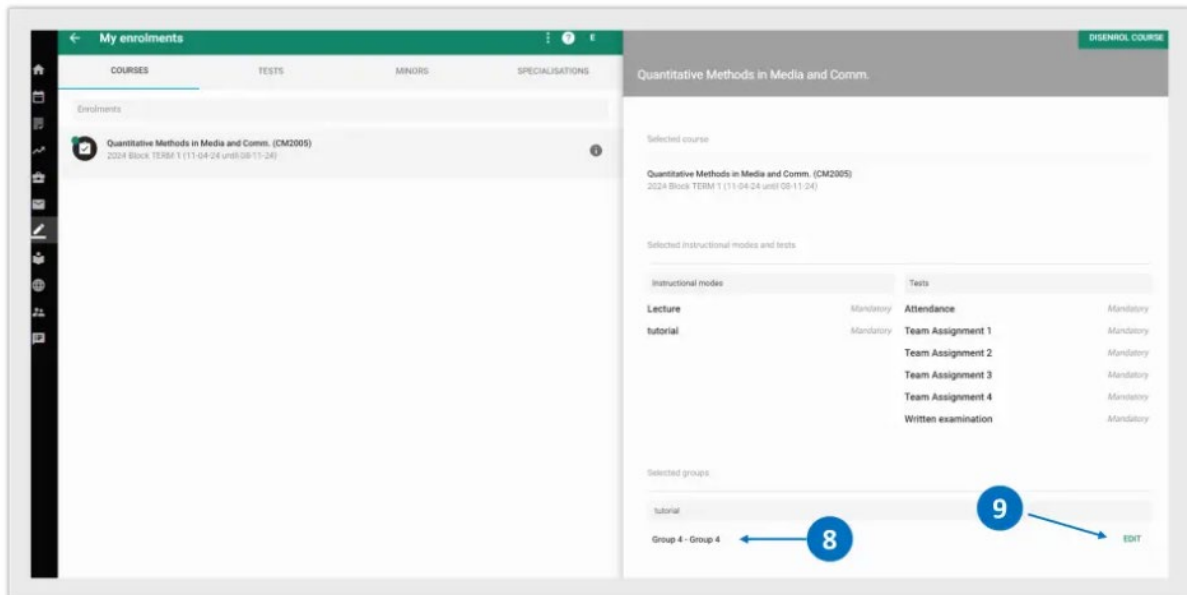 My enrolments
E
DISENROL COURSE
COURSES
TESTS
MINORS
SPECIALISATIONS
Enrolments
Quantitative Methods in Media and Comm. (CM2005)
2024 Block TERM 1 (11-04-24 until 08-11-24)
Quantitative Methods in Media and Comm.
Selected course
Quantitative Methods in Media and Comm. (CM2005)
2024 Block TERM 1 (11-04-24 until 08-11-24)
Selected instructional modes and tests
Instructional modes
Tests
Lecture Mandatory
Attendance Mandatory
tutorial Mandatory
Team Assignment 1 Mandatory
Team Assignment 2 Mandatory
Team Assignment 3 Mandatory
Team Assignment 4 Mandatory
Written examination Mandatory
Selected groups
tutorial
9
Group 4 - Group 4
8
EDIT